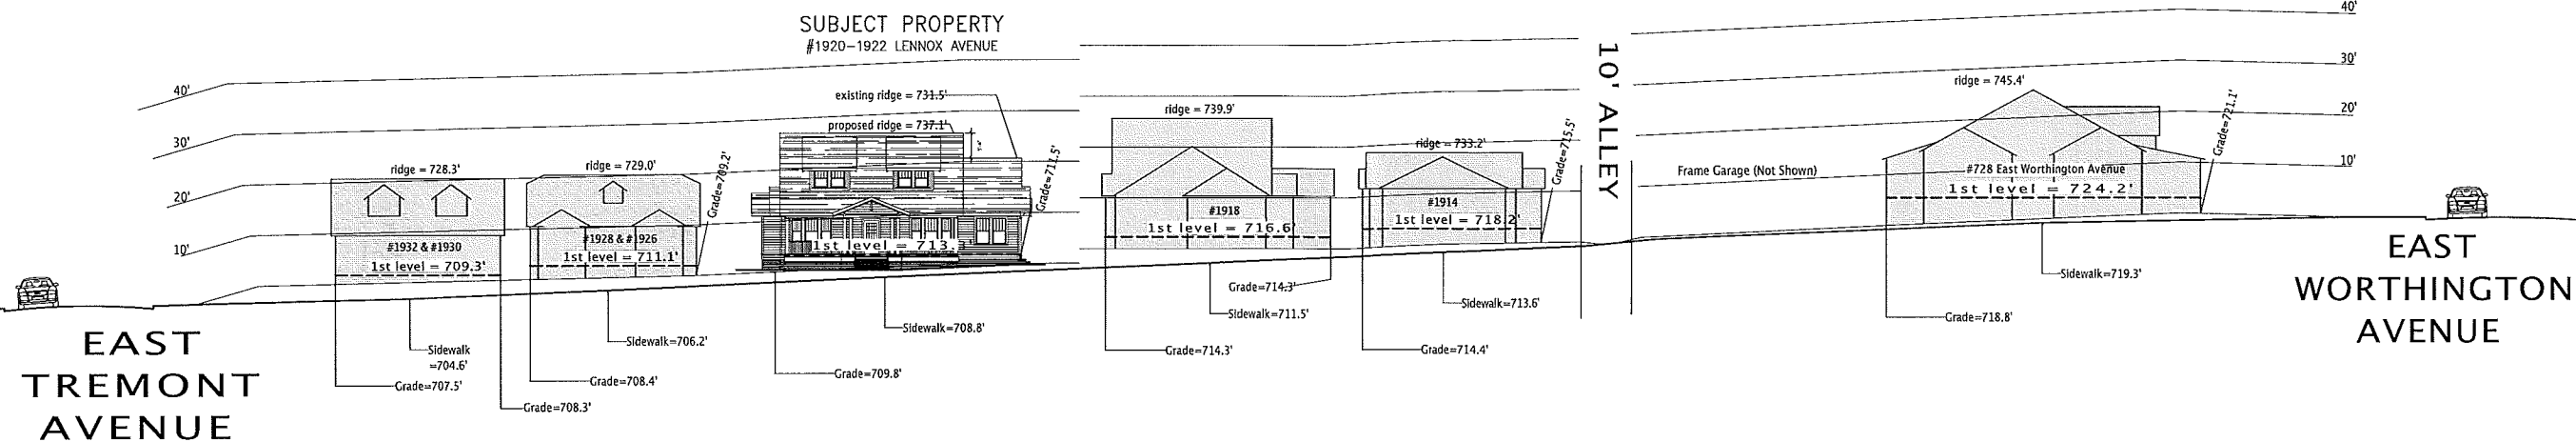 SUBJECT PROPERTY
#1920-1922 LENNOX AVENUE
40'
30'
20'
10'
ridge = 728.3'
#1932 & #1930
1st level = 709.3'
Sidewalk
=704.6'
Grade=707.5'
Grade=708.3'
ridge = 729.0'
#1928 & #1926
1st level = 711.1'
Grade=709.2'
Sidewalk=706.2'
Grade=708.4'
existing ridge = 731.5'
proposed ridge = 737.1'
1st level = 713.3'
Grade=711.5'
Sidewalk=708.8'
Grade=709.8'
ridge = 739.9'
#1918
1st level = 716.6'
Grade=714.3'
Sidewalk=711.5'
Grade=714.3'
ridge = 733.2'
#1914
1st level = 718.2'
Grade=715.5'
Sidewalk=713.6'
Grade=714.4'
10' ALLEY
Frame Garage (Not Shown)
ridge = 745.4'
#728 East Worthington Avenue
1st level = 724.2'
Grade=721.1'
Sidewalk=719.3'
Grade=718.8'
40'
30'
20'
10'
EAST
TREMONT
AVENUE
EAST
WORTHINGTON
AVENUE